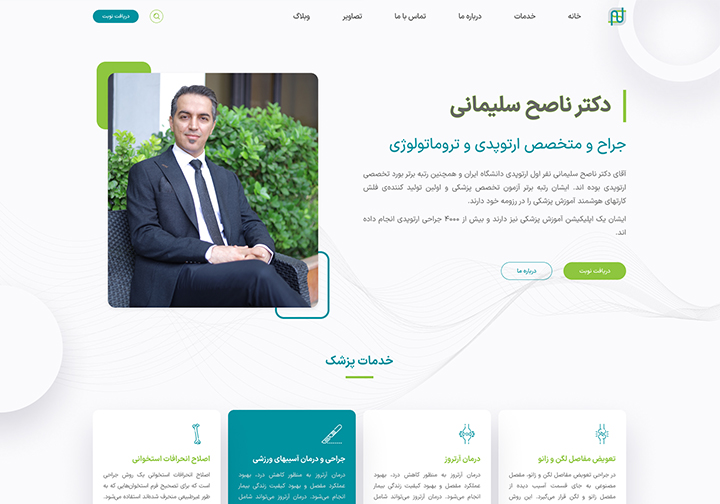 خانه
خدمات
درباره ما
تماس با ما
تصاویر
وبلاگ
دریافت نوبت
دکتر ناصح سلیمانی
جراح و متخصص ارتوپدی و تروماتولوژی
آقای دکتر ناصح سلیمانی نفر اول ارتوپدی دانشگاه ایران و همچنین رتبه برتر بورد تخصصی
ارتوپدی بوده اند. ایشان رتبه برتر آزمون تخصص پزشکی و اولین تولید کننده‌ی فلش
کارتهای هوشمند آموزش پزشکی را در رزومه خود دارند.
ایشان یک اپلیکیشن آموزش پزشکی نیز دارند و بیش از ۴۰۰۰ جراحی ارتوپدی انجام داده
اند.
دریافت نوبت
درباره ما
خدمات پزشک
تعویض مفاصل لگن و زانو
در جراحی تعویض مفاصل لگن و زانو، مفصل
مصنوعی به جای قسمت آسیب دیده از
مفاصل زانو و لگن قرار می‌گیرد. این روش
درمان آرتروز
درمان آرتروز به منظور کاهش درد، بهبود
عملکرد مفصل و بهبود کیفیت زندگی بیمار
انجام می‌شود. درمان آرتروز می‌تواند شامل
جراحی و درمان آسیبهای ورزشی
درمان آرتروز به منظور کاهش درد، بهبود
عملکرد مفصل و بهبود کیفیت زندگی بیمار
انجام می‌شود. درمان آرتروز می‌تواند شامل
اصلاح انحرافات استخوانی
اصلاح انحرافات استخوانی یک روش جراحی
است که برای تصحیح فرم استخوان‌هایی که به
طور غیرطبیعی منحرف شده‌اند استفاده می‌شود.